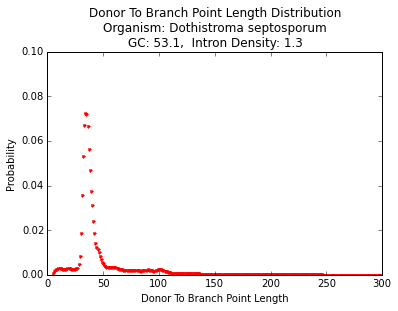 Donor To Branch Point Length Distribution
Organism: Dothistroma septosporum
GC: 53.1,  Intron Density: 1.3
0.10
0.08
0.06
0.04
0.02
0.00
Probability
0 50 100 150 200 250 300
Donor To Branch Point Length